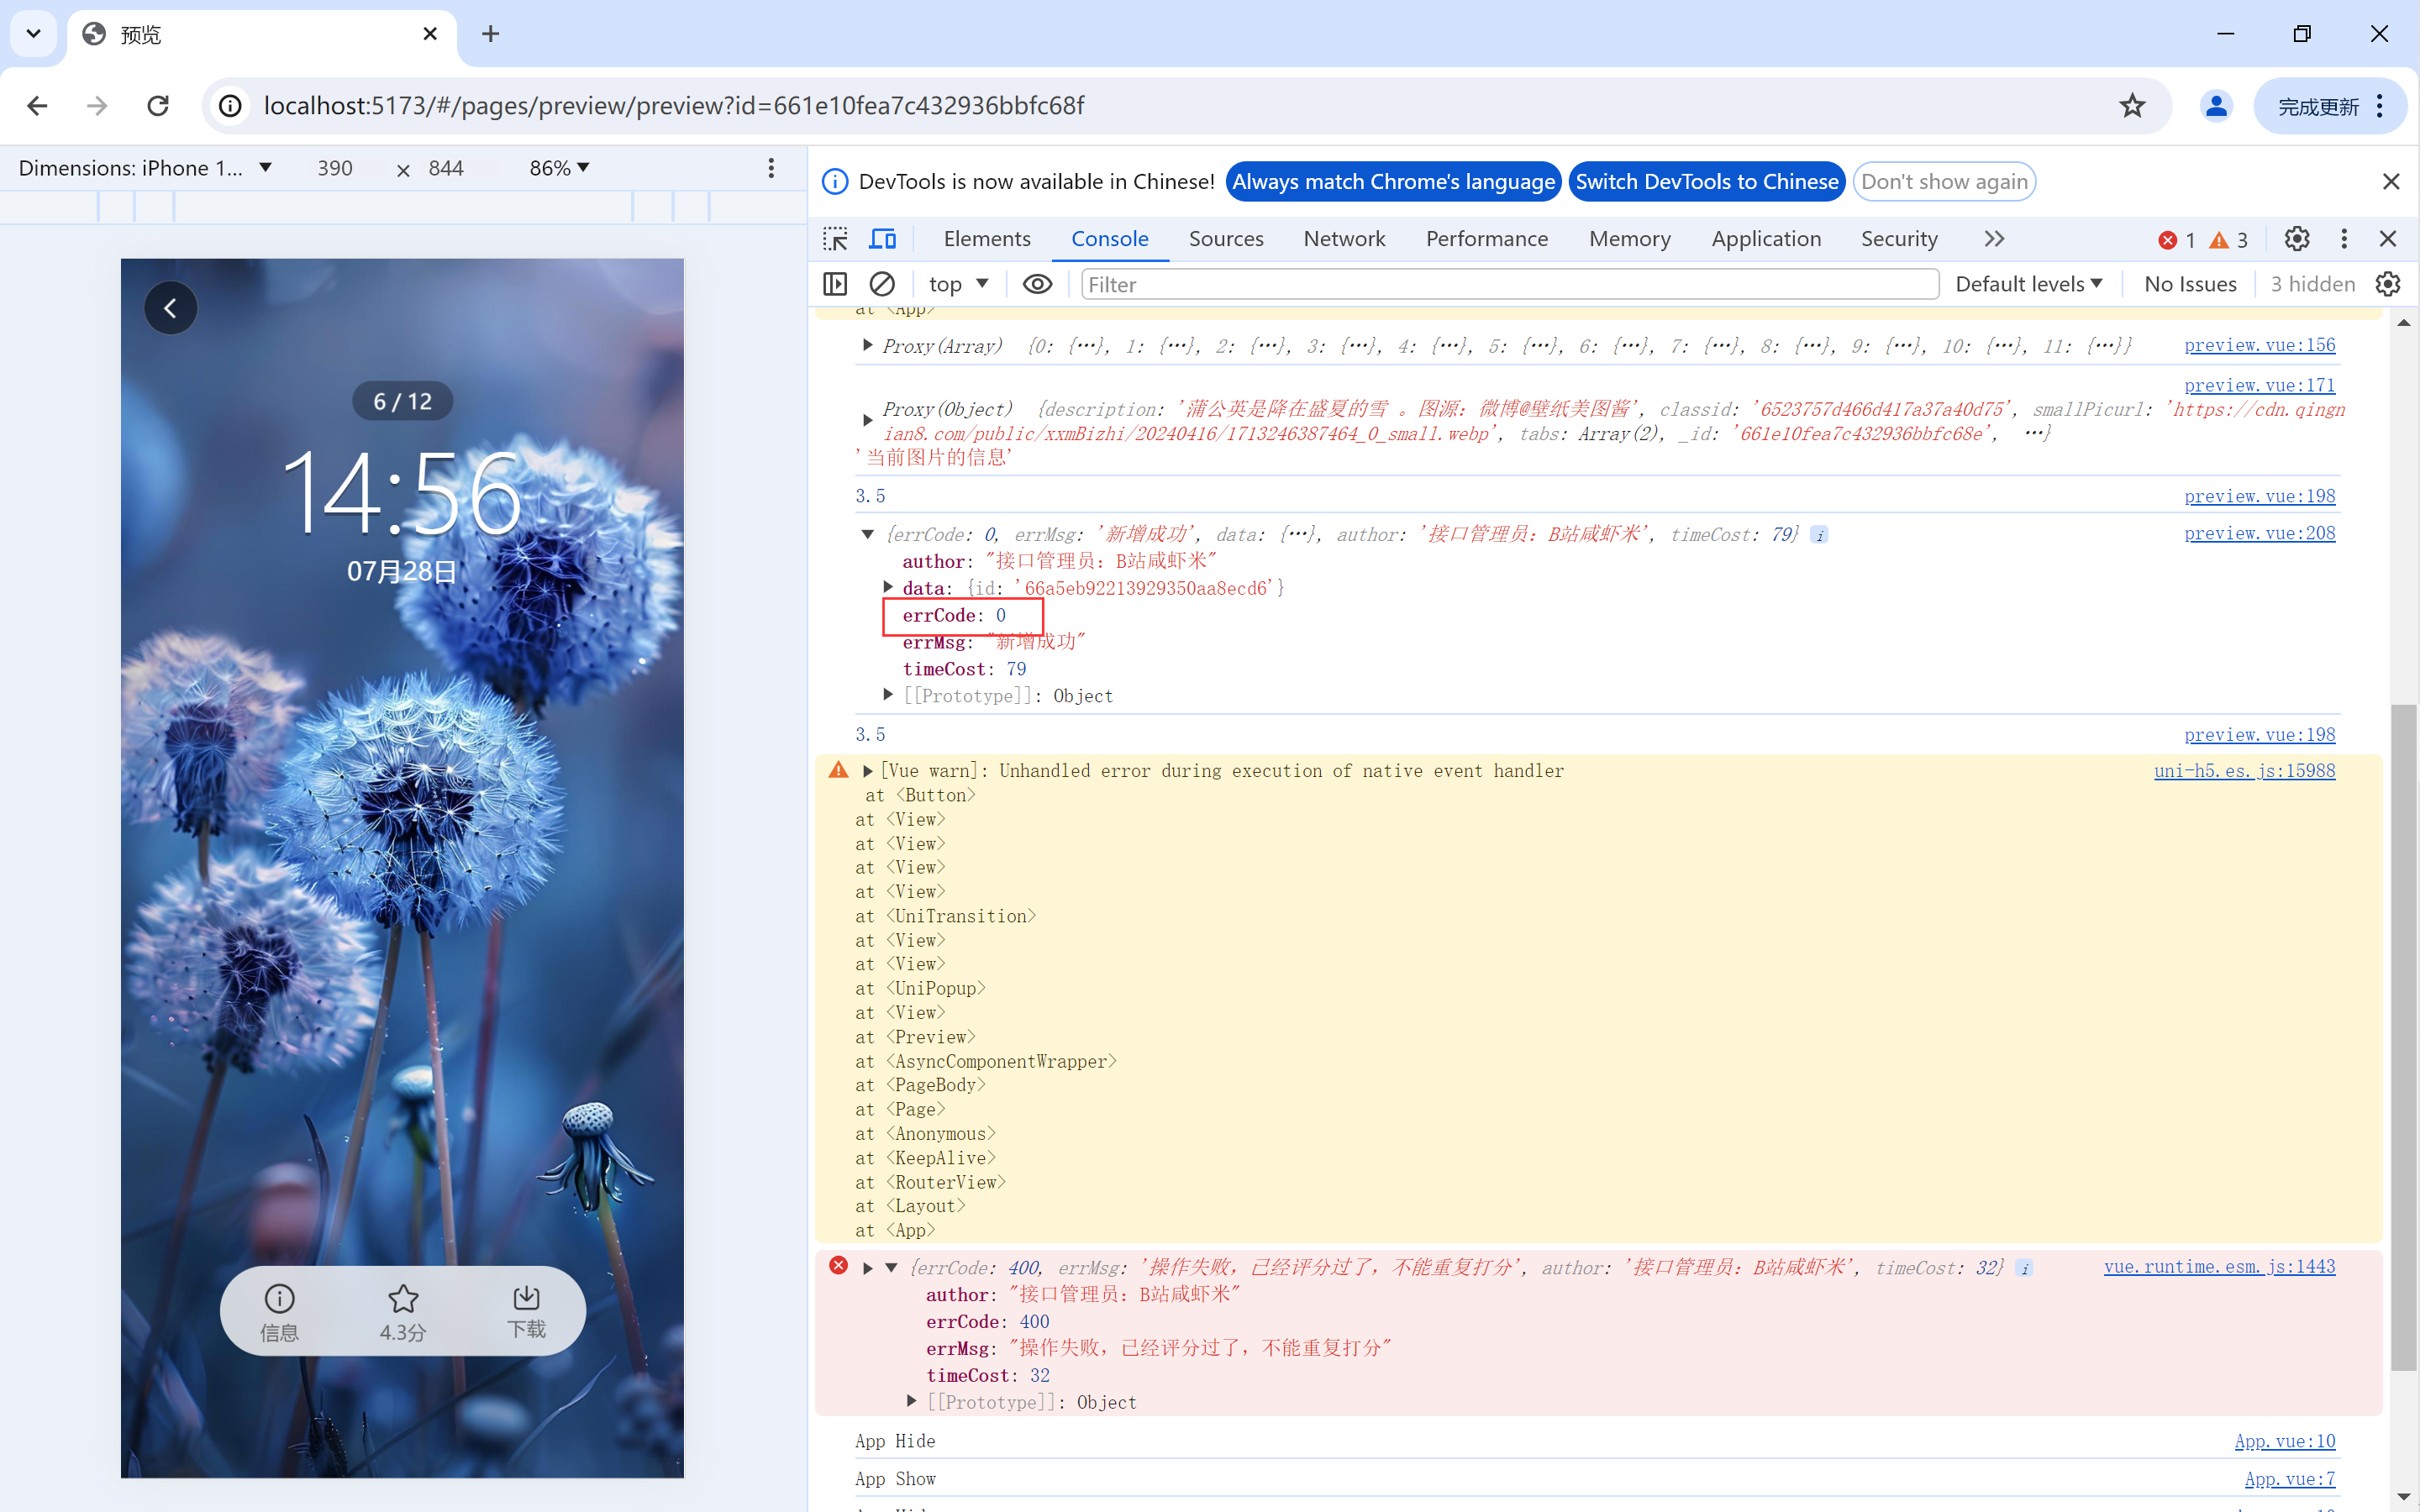 预览
localhost:5173/#/pages/preview/preview?id=661e10fea7c432936bbfc68f
完成更新
Dimensions: iPhone 1... 390 × 844 86%
DevTools is now available in Chinese! Always match Chrome's language Switch DevTools to Chinese Don't show again
Elements Console Sources Network Performance Memory Application Security 1 3
top Filter Default levels No Issues 3 hidden
6 / 12
14:56
07月28日
信息 4.3分 下载
at <App>
Proxy(Array) {0: {…}, 1: {…}, 2: {…}, 3: {…}, 4: {…}, 5: {…}, 6: {…}, 7: {…}, 8: {…}, 9: {…}, 10: {…}, 11: {…}} preview.vue:156
preview.vue:171
Proxy(Object) {description: '蒲公英是降在盛夏的雪 。图源：微博@壁纸美图酱', classid: '6523757d466d417a37a40d75', smallPicurl: 'https://cdn.qingn
ian8.com/public/xxmBizhi/20240416/1713246387464_0_small.webp', tabs: Array(2), _id: '661e10fea7c432936bbfc68e', …}
'当前图片的信息'
3.5 preview.vue:198
{errCode: 0, errMsg: '新增成功', data: {…}, author: '接口管理员：B站咸虾米', timeCost: 79} i preview.vue:208
author: "接口管理员：B站咸虾米"
data: {id: '66a5eb92213929350aa8ecd6'}
errCode: 0
errMsg: "新增成功"
timeCost: 79
[[Prototype]]: Object
3.5 preview.vue:198
[Vue warn]: Unhandled error during execution of native event handler uni-h5.es.js:15988
at <Button>
at <View>
at <View>
at <View>
at <View>
at <UniTransition>
at <View>
at <View>
at <UniPopup>
at <View>
at <Preview>
at <AsyncComponentWrapper>
at <PageBody>
at <Page>
at <Anonymous>
at <KeepAlive>
at <RouterView>
at <Layout>
at <App>
{errCode: 400, errMsg: '操作失败，已经评分过了，不能重复打分', author: '接口管理员：B站咸虾米', timeCost: 32} i vue.runtime.esm.js:1443
author: "接口管理员：B站咸虾米"
errCode: 400
errMsg: "操作失败，已经评分过了，不能重复打分"
timeCost: 32
[[Prototype]]: Object
App Hide App.vue:10
App Show App.vue:7